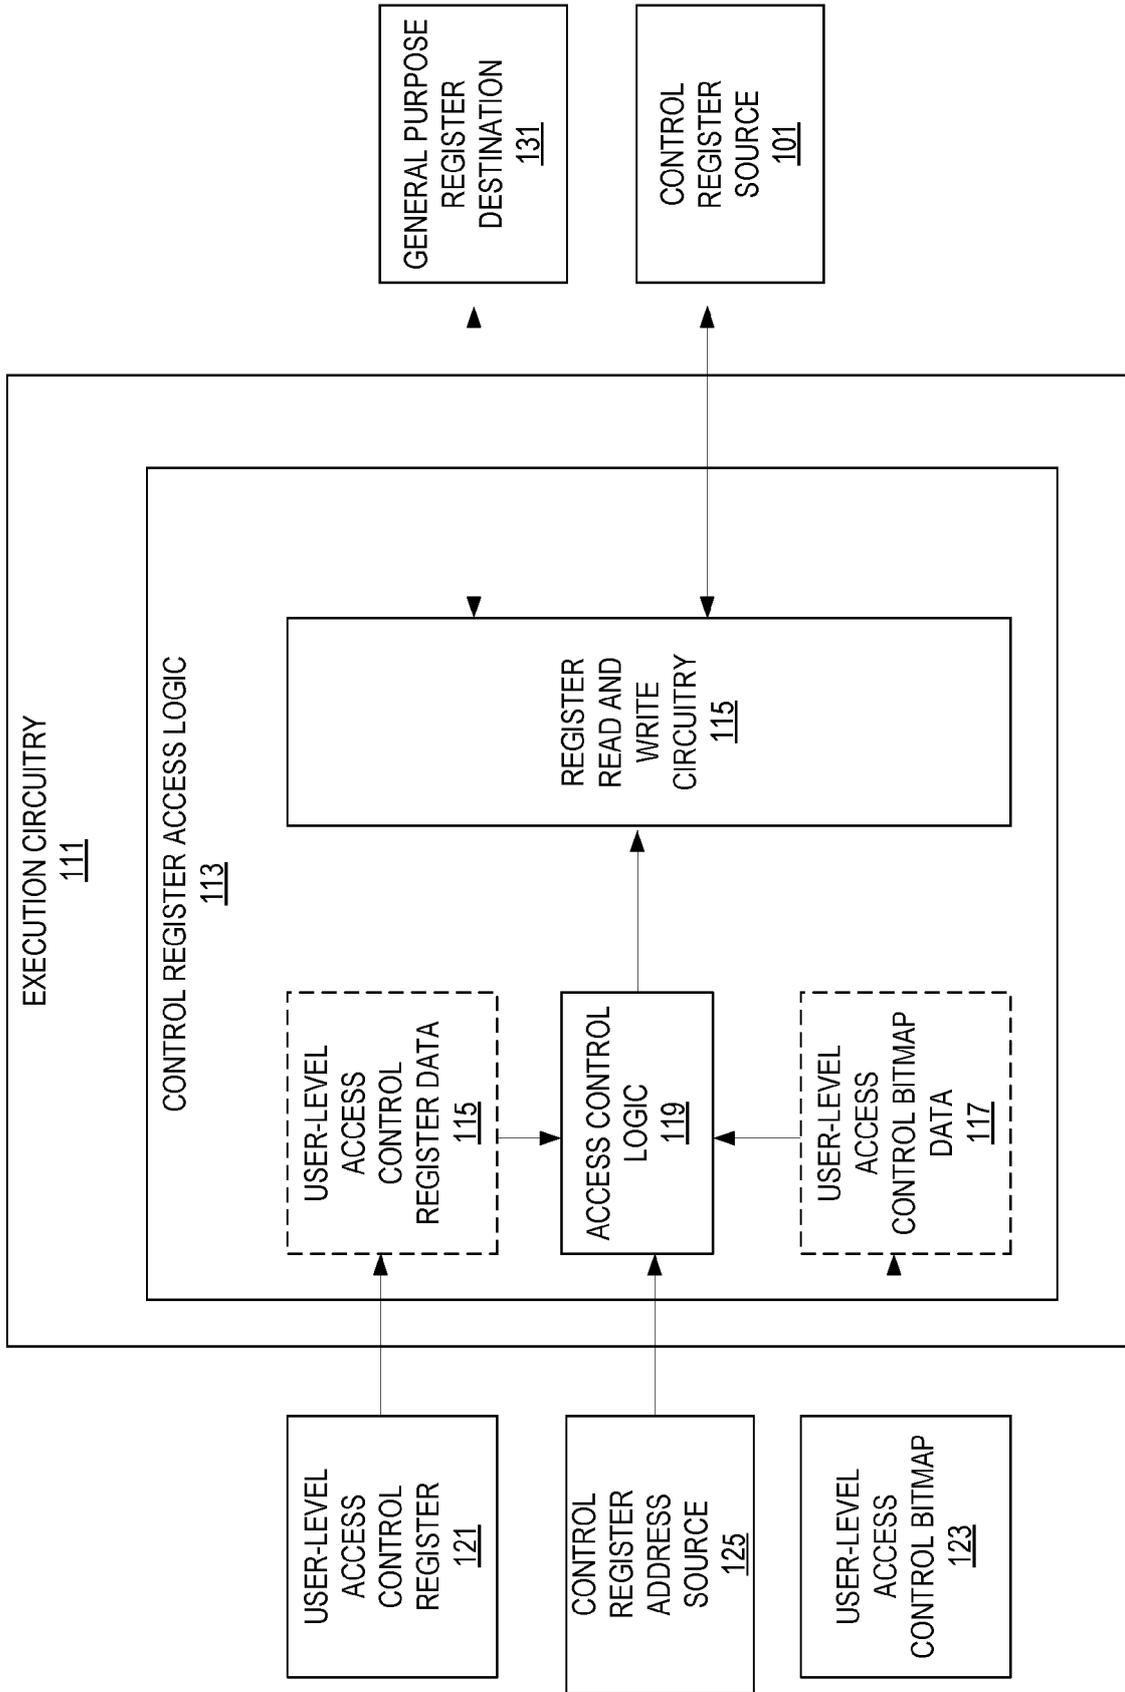 EXECUTION CIRCUITRY
111
CONTROL REGISTER ACCESS LOGIC
113
USER-LEVEL
ACCESS
CONTROL
REGISTER
121
USER-LEVEL
ACCESS
CONTROL
REGISTER DATA
115
CONTROL
REGISTER
ADDRESS
SOURCE
125
ACCESS CONTROL
LOGIC
119
USER-LEVEL
ACCESS
CONTROL BITMAP
123
USER-LEVEL
ACCESS
CONTROL BITMAP
DATA
117
REGISTER
READ AND
WRITE
CIRCUITRY
115
GENERAL PURPOSE
REGISTER
DESTINATION
131
CONTROL
REGISTER
SOURCE
101